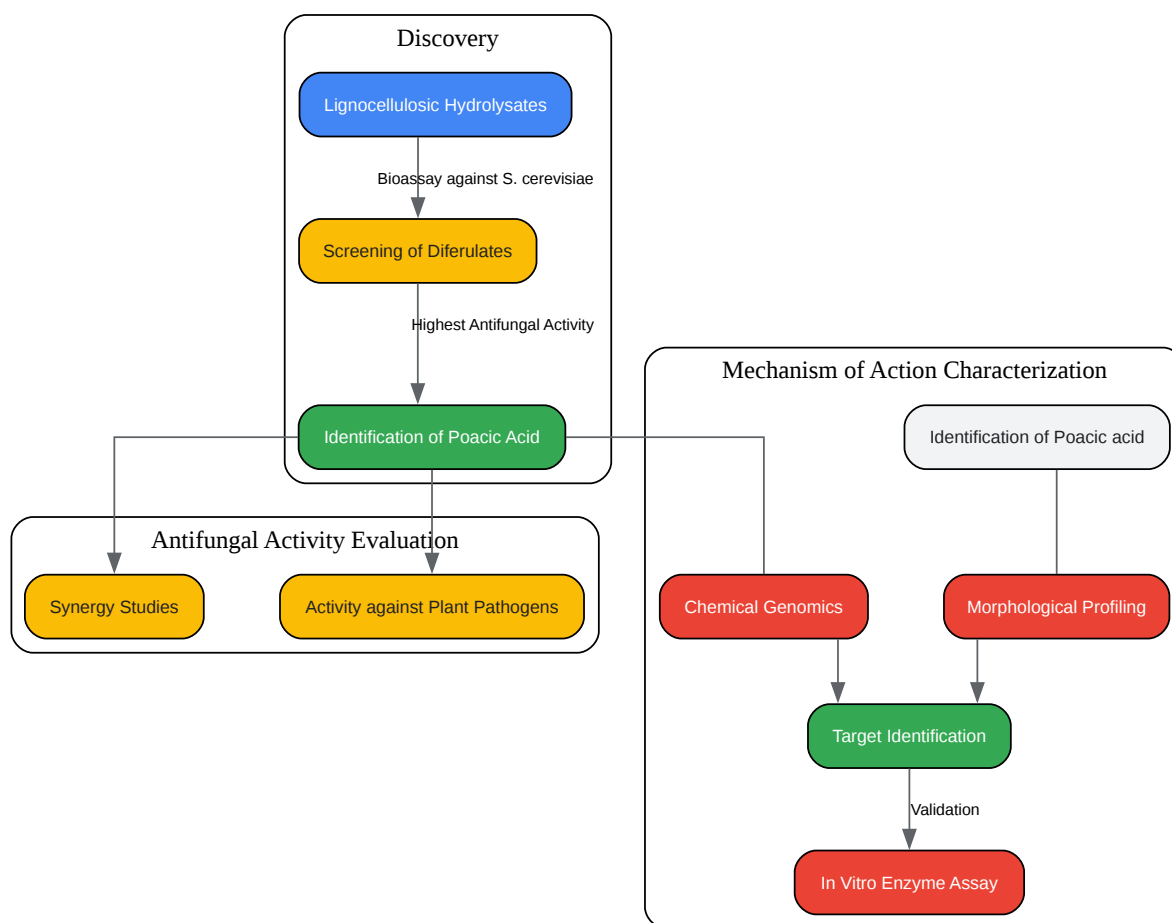 Discovery
Lignocellulosic Hydrolysates
Bioassay against S. cerevisiae
Screening of Diferulates
Highest Antifungal Activity
Identification of Poacic Acid
Antifungal Activity Evaluation
Synergy Studies
Activity against Plant Pathogens
Mechanism of Action Characterization
Identification of Poacic acid
Chemical Genomics
Morphological Profiling
Target Identification
Validation
In Vitro Enzyme Assay